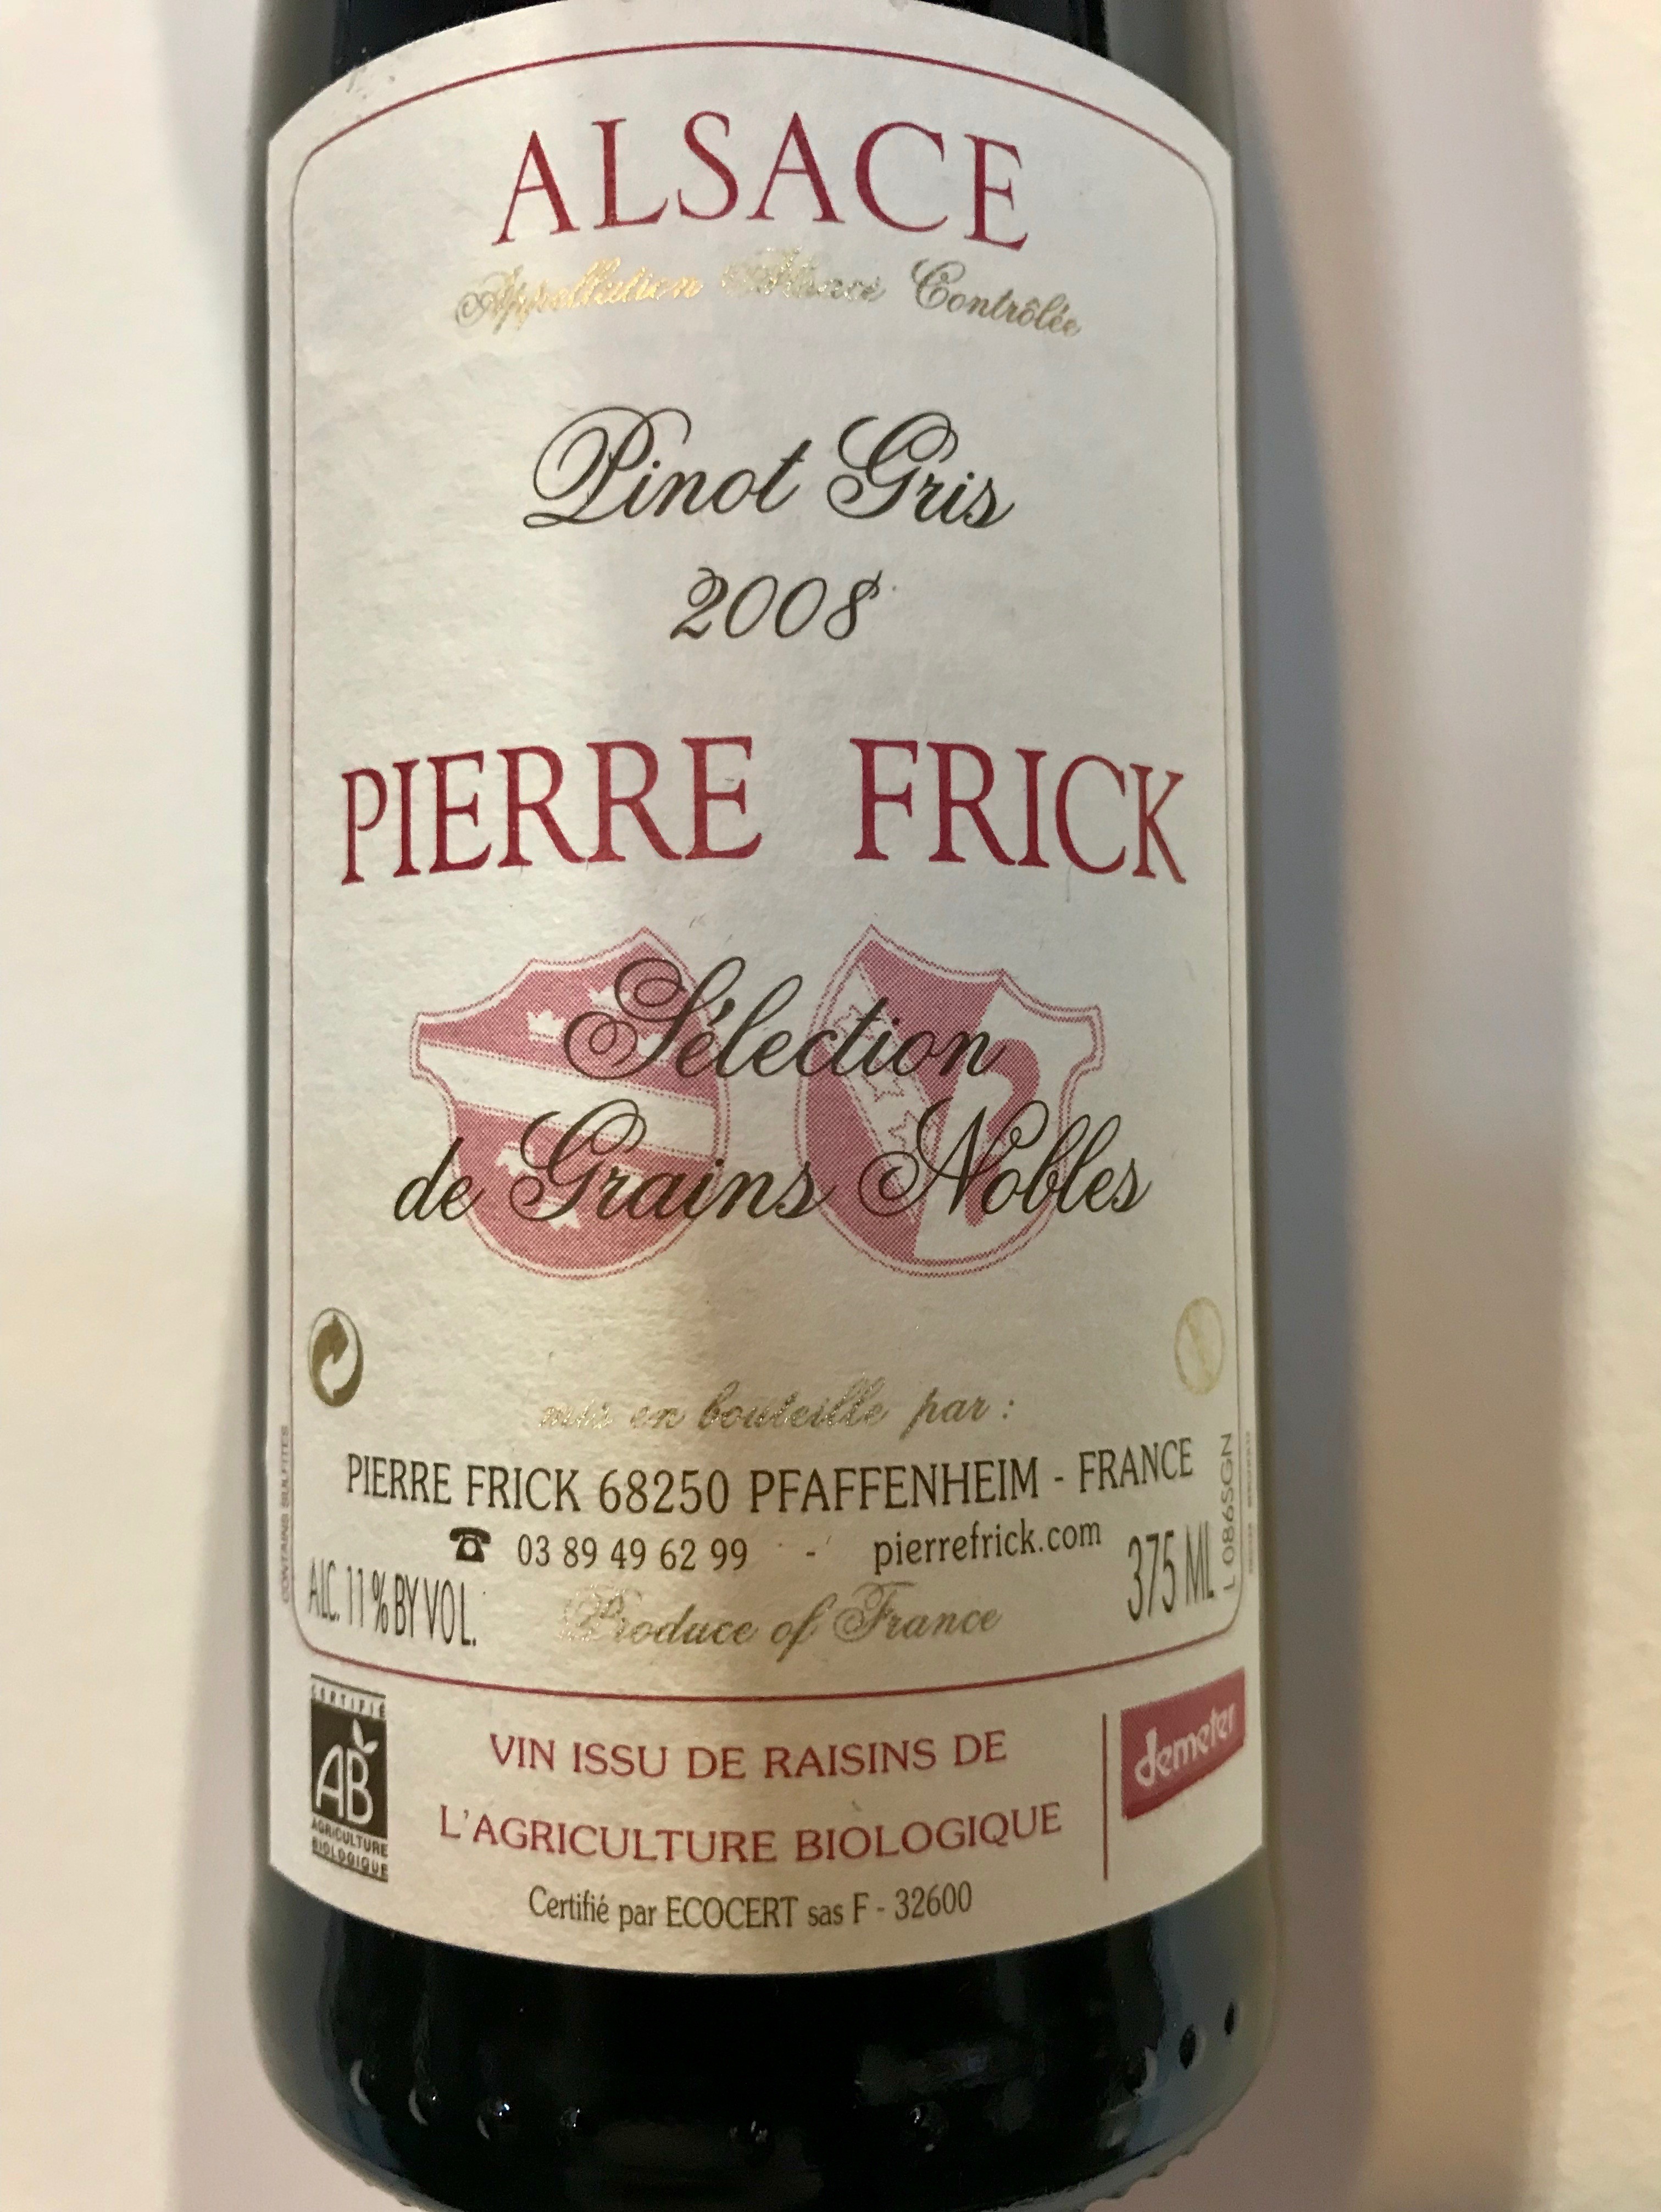 ALSACE
Appellation Alsace Contrôlée
Pinot Gris
2008
PIERRE FRICK
Sélection
de Grains Nobles
mis en bouteille par :
PIERRE FRICK 68250 PFAFFENHEIM - FRANCE
03 89 49 62 99 - pierrefrick.com
ALC. 11 % BY VOL.
375 ML
L 086SGN
CONTAINS SULFITES
Produce of France
CERTIFIÉ
AB
AGRICULTURE
BIOLOGIQUE
VIN ISSU DE RAISINS DE
L'AGRICULTURE BIOLOGIQUE
demeter
Certifié par ECOCERT sas F - 32600